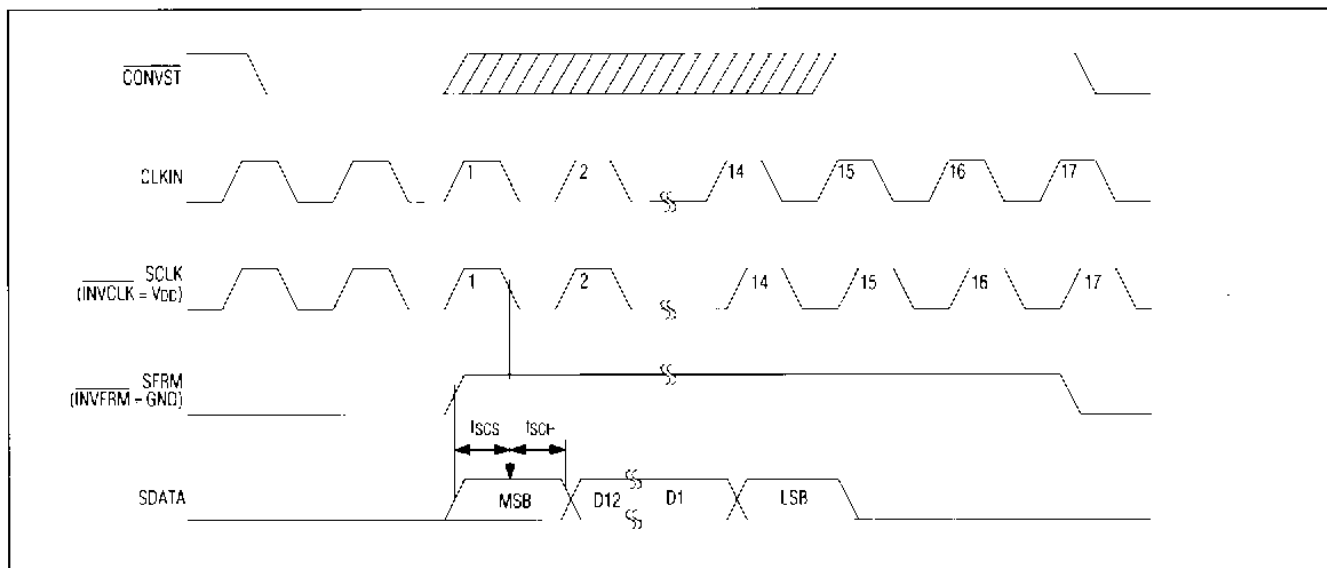 CONVST
CLKIN
1 2 14 15 16 17
SCLK
(INVCLK = VDD)
1 2 14 15 16 17
SFRM
(INVFRM = GND)
tSCS tSCH
SDATA
MSB D12 D1 LSB